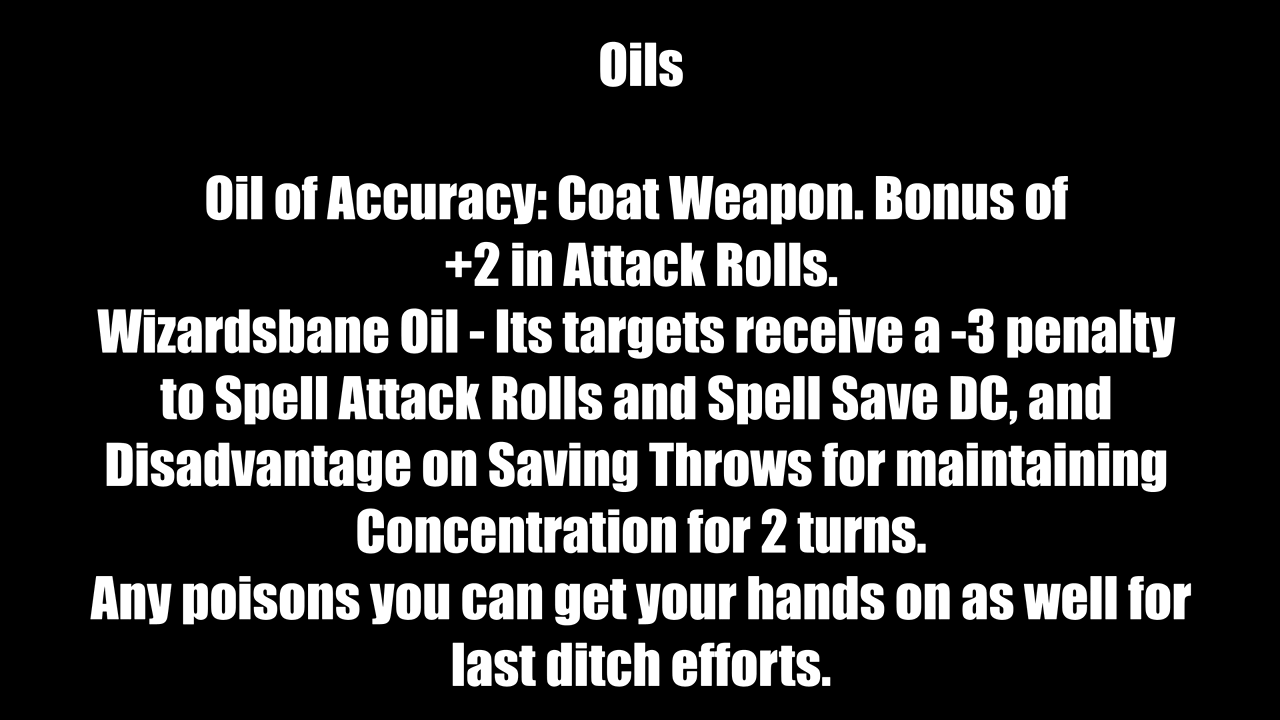 Oils
Oil of Accuracy: Coat Weapon. Bonus of
+2 in Attack Rolls.
Wizardsbane Oil - Its targets receive a -3 penalty
to Spell Attack Rolls and Spell Save DC, and
Disadvantage on Saving Throws for maintaining
Concentration for 2 turns.
Any poisons you can get your hands on as well for
last ditch efforts.